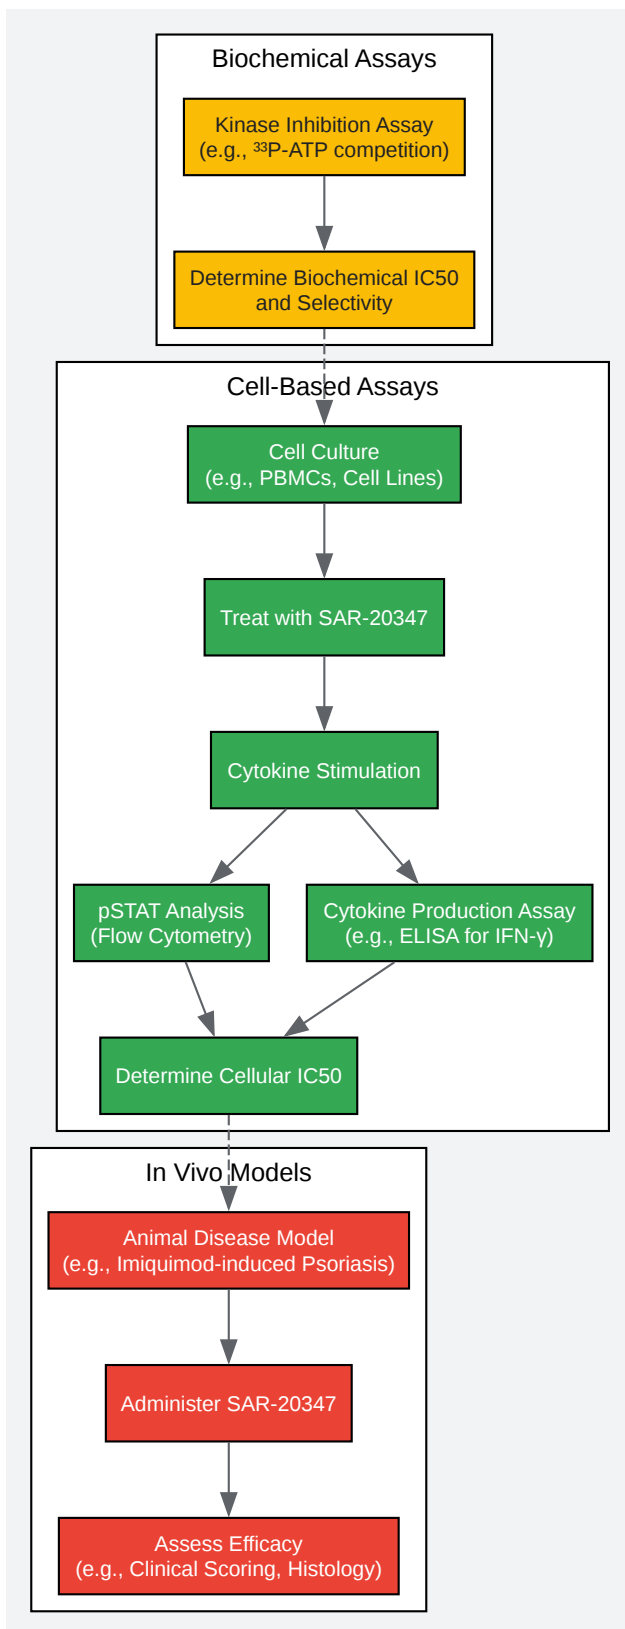 Biochemical Assays
Kinase Inhibition Assay
(e.g., ³³P-ATP competition)
Determine Biochemical IC50
and Selectivity
Cell-Based Assays
Cell Culture
(e.g., PBMCs, Cell Lines)
Treat with SAR-20347
Cytokine Stimulation
pSTAT Analysis
(Flow Cytometry)
Cytokine Production Assay
(e.g., ELISA for IFN-γ)
Determine Cellular IC50
In Vivo Models
Animal Disease Model
(e.g., Imiquimod-induced Psoriasis)
Administer SAR-20347
Assess Efficacy
(e.g., Clinical Scoring, Histology)